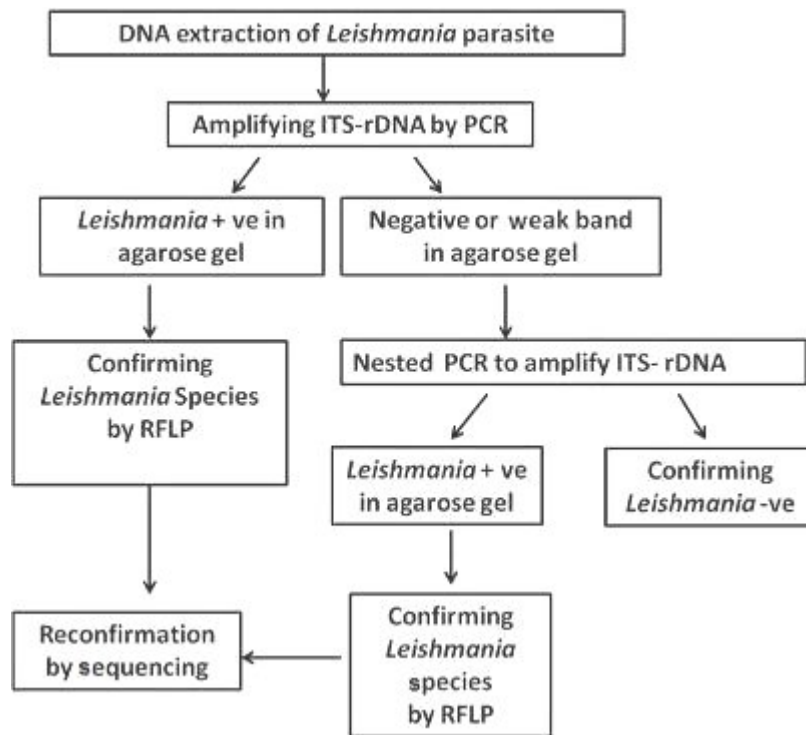 DNA extraction of Leishmania parasite
Amplifying ITS-rDNA by PCR
Leishmania + ve in
agarose gel
Negative or weak band
in agarose gel
Confirming
Leishmania Species
by RFLP
Nested PCR to amplify ITS- rDNA
Leishmania + ve
in agarose gel
Confirming
Leishmania -ve
Reconfirmation
by sequencing
Confirming
Leishmania
species
by RFLP